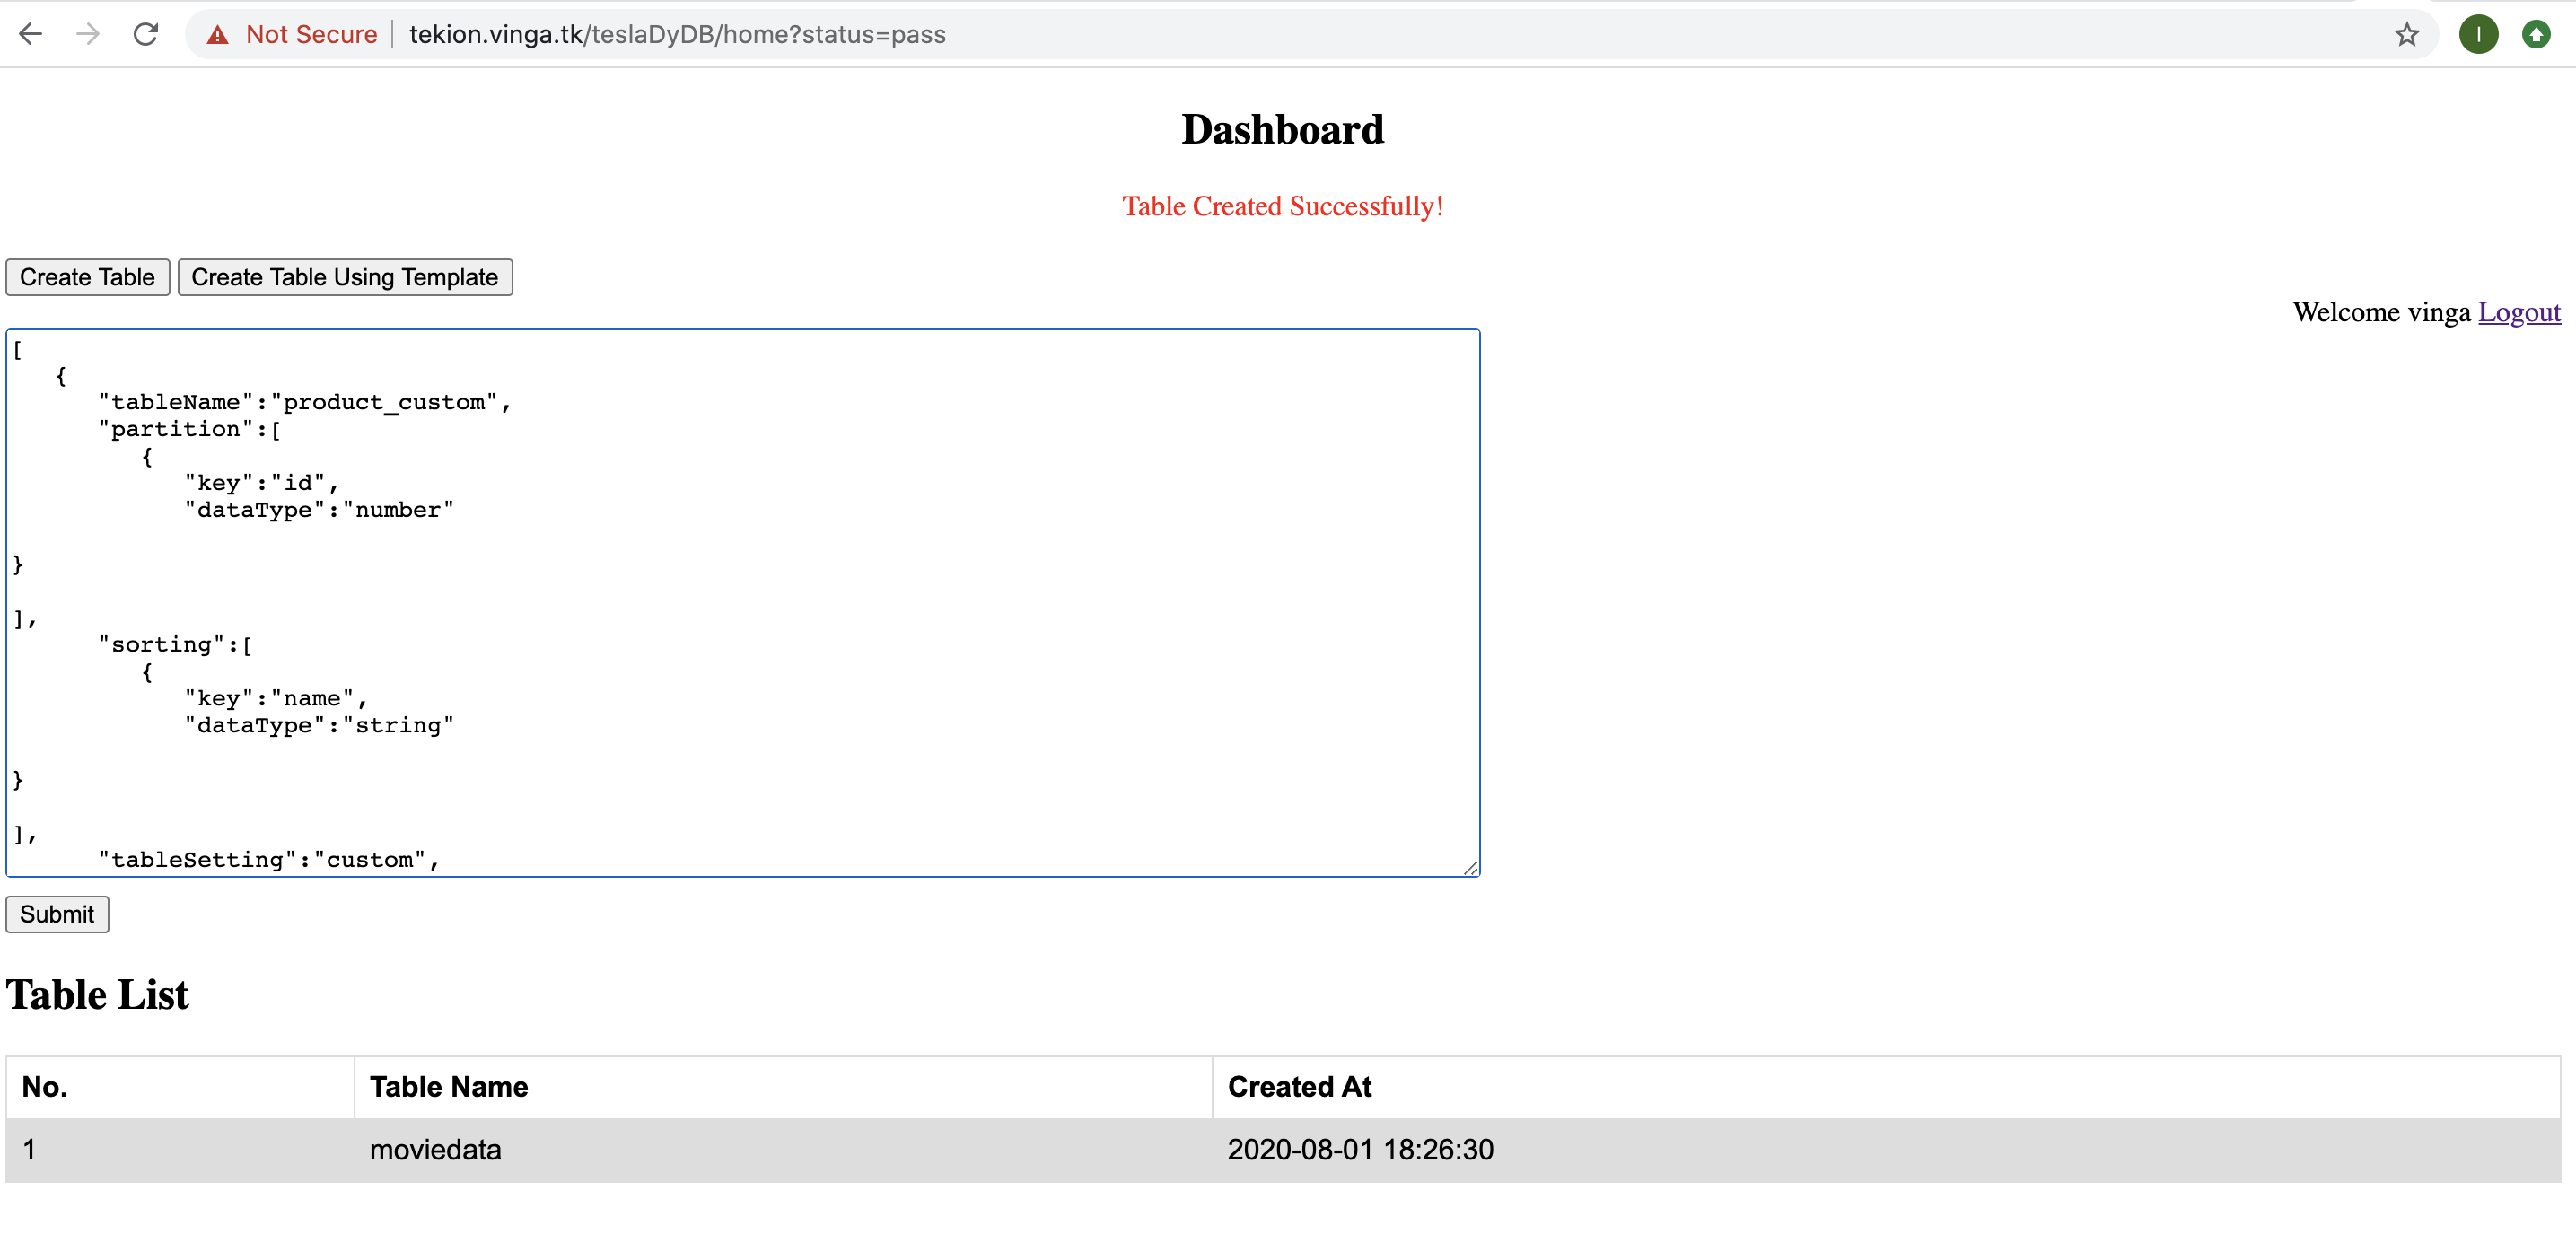 Not Secure | tekion.vinga.tk/teslaDyDB/home?status=pass
I
Dashboard
Table Created Successfully!
Create Table Create Table Using Template
Welcome vinga Logout
[
   {
      "tableName":"product_custom",
      "partition":[
         {
            "key":"id",
            "dataType":"number"
}
],
      "sorting":[
         {
            "key":"name",
            "dataType":"string"
}
],
      "tableSetting":"custom",
Submit
Table List
No. Table Name Created At
1 moviedata 2020-08-01 18:26:30